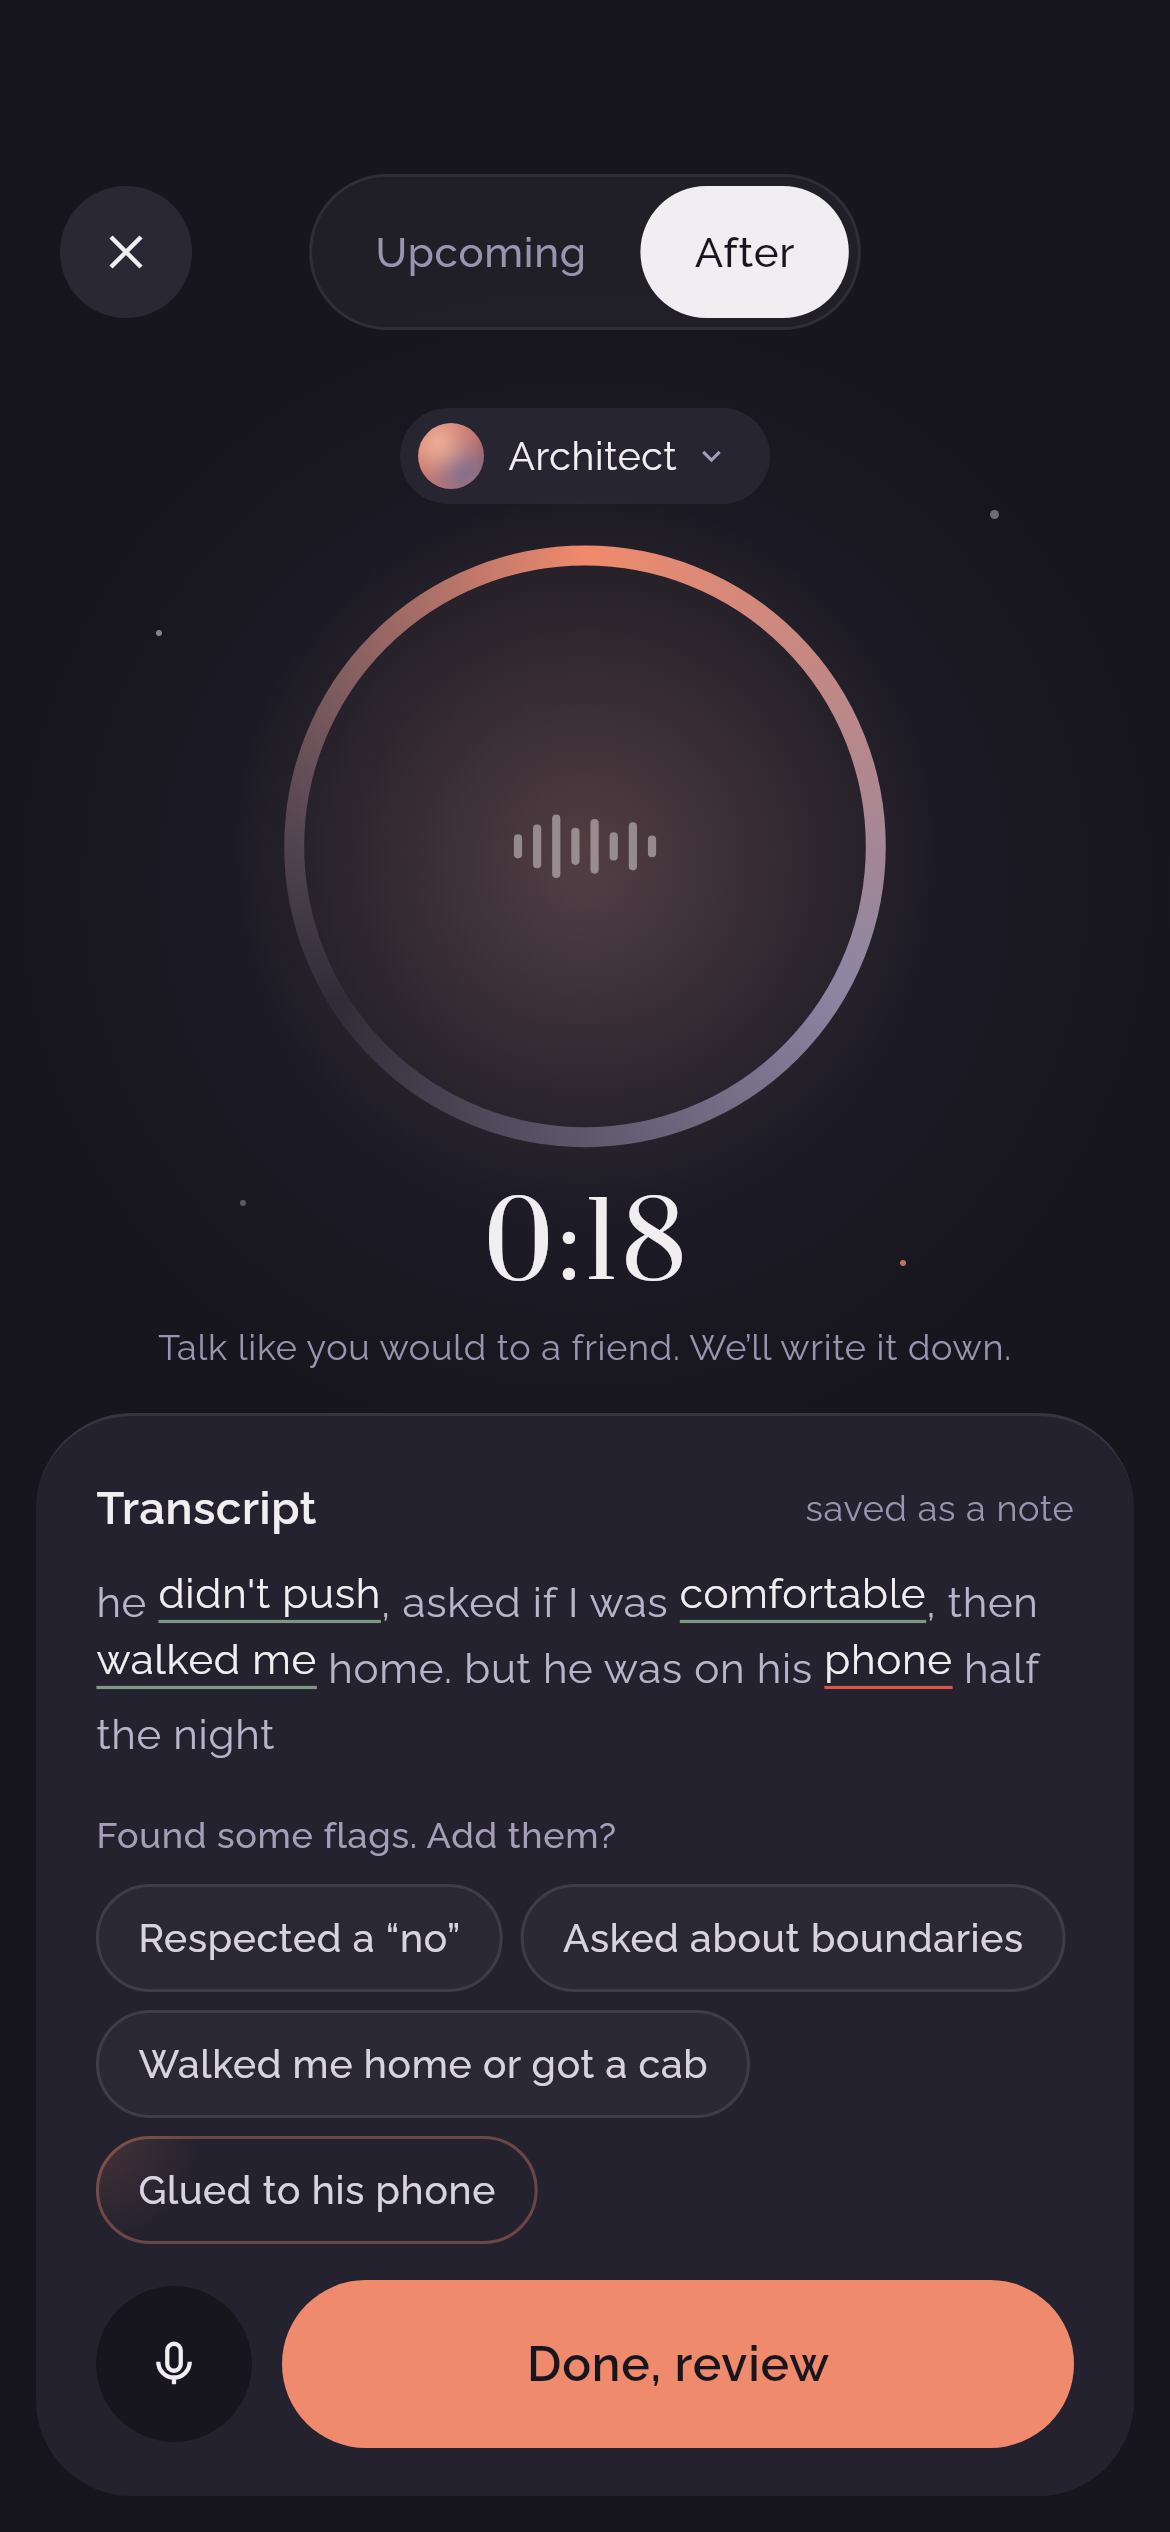 Upcoming
After
Architect
0:18
Talk like you would to a friend. We’ll write it down.
Transcript
saved as a note
he didn't push, asked if I was comfortable, then
walked me home. but he was on his phone half
the night
Found some flags. Add them?
Respected a “no”
Asked about boundaries
Walked me home or got a cab
Glued to his phone
Done, review